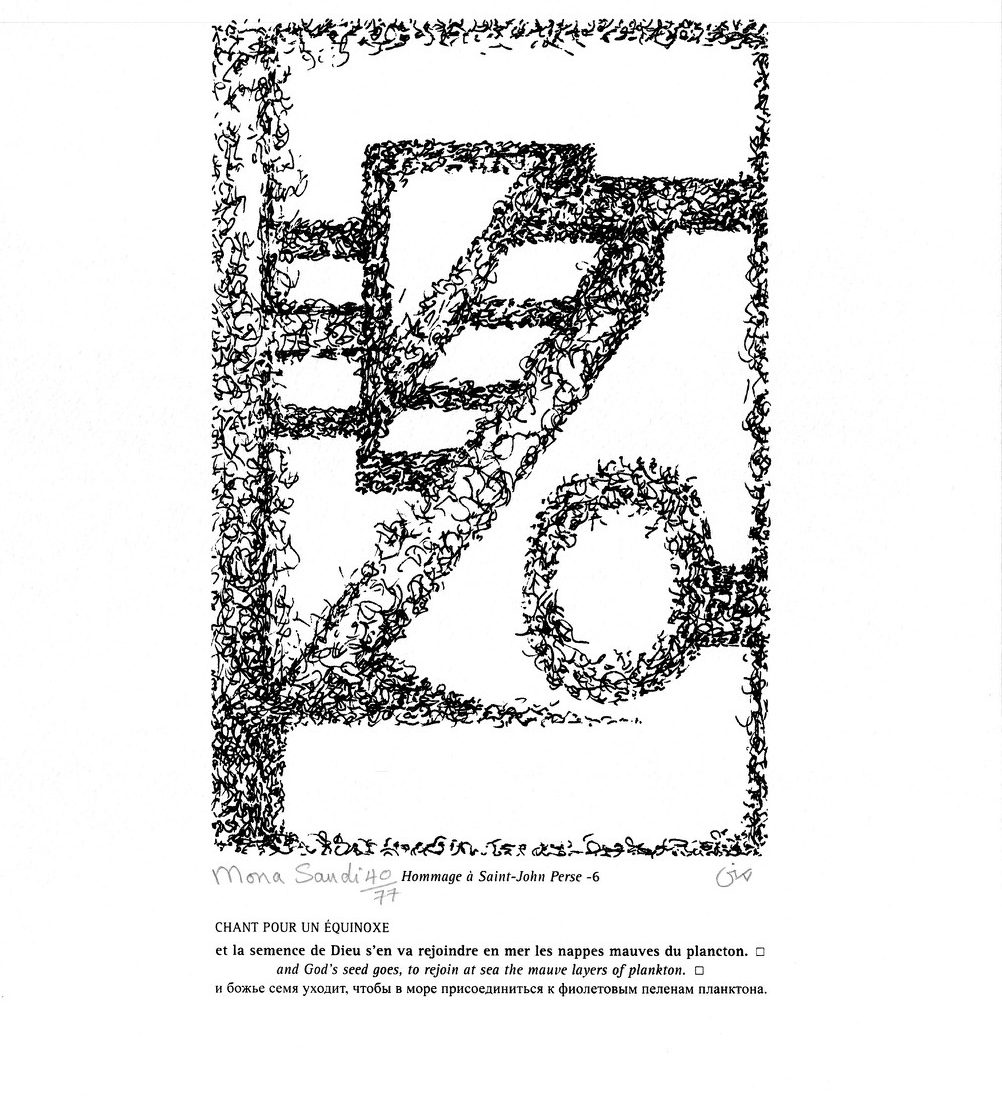 Mona Saudi 40/77 Hommage à Saint-John Perse -6
CHANT POUR UN ÉQUINOXE
et la semence de Dieu s’en va rejoindre en mer les nappes mauves du plancton. □
and God’s seed goes, to rejoin at sea the mauve layers of plankton. □
и божье семя уходит, чтобы в море присоединиться к фиолетовым пеленам планктона.